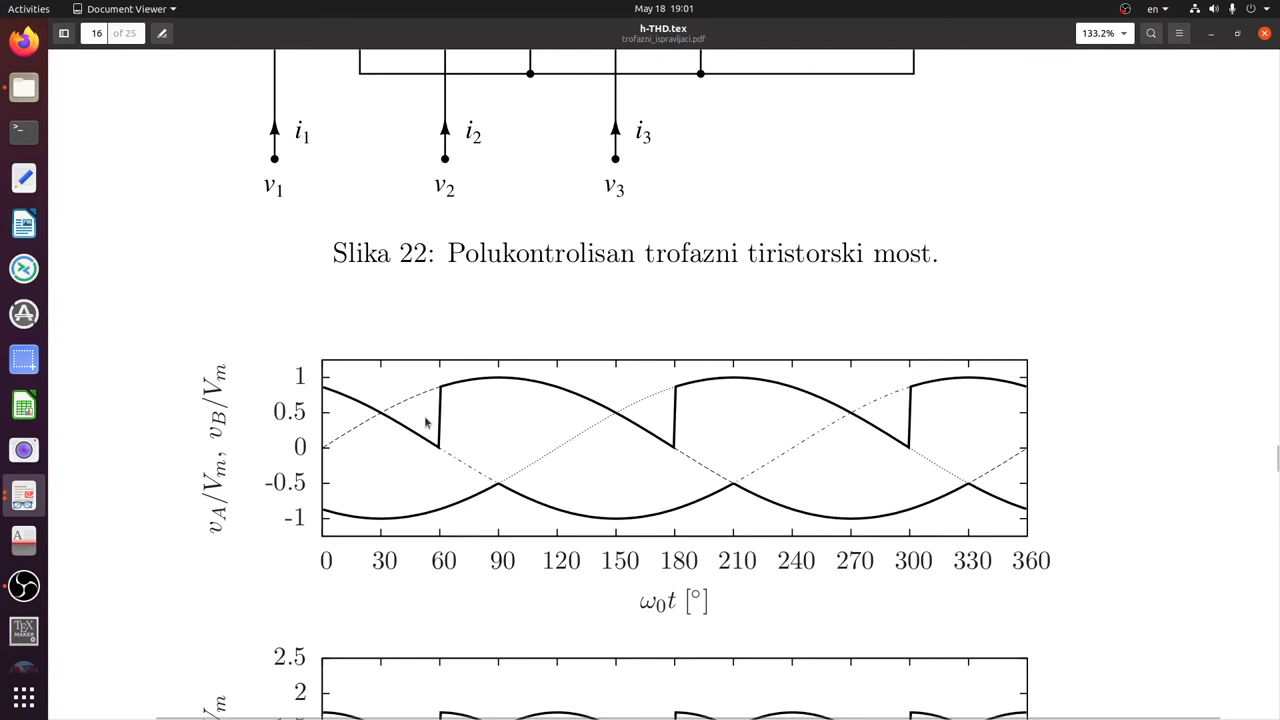 Activities
Document Viewer
May 18 19:01
en
16 of 25
h-THD.tex
trofazni_ispravljaci.pdf
133.2%
i1 i2 i3
v1 v2 v3
Slika 22: Polukontrolisan trofazni tiristorski most.
vA/Vm, vB/Vm
1
0.5
0
-0.5
-1
0 30 60 90 120 150 180 210 240 270 300 330 360
ω0t [°]
2.5
2